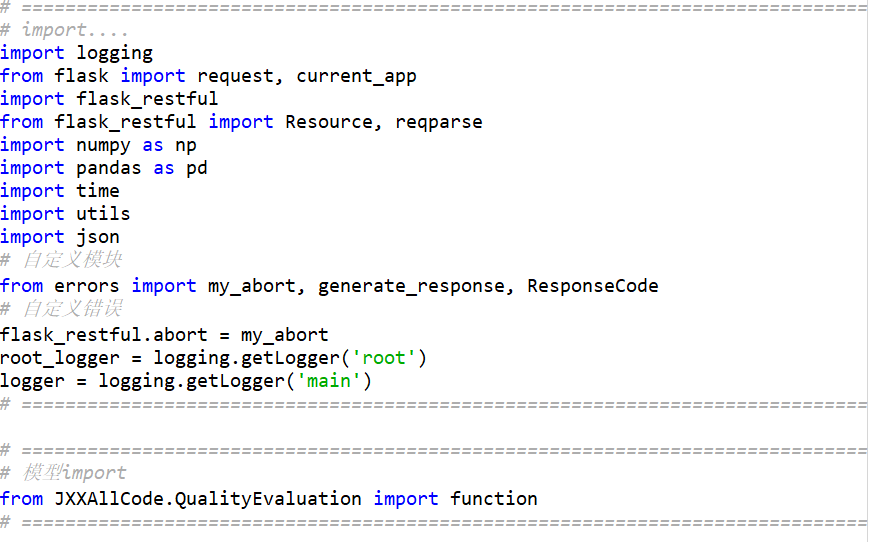 # =============================================================================
# import....
import logging
from flask import request, current_app
import flask_restful
from flask_restful import Resource, reqparse
import numpy as np
import pandas as pd
import time
import utils
import json
# 自定义模块
from errors import my_abort, generate_response, ResponseCode
# 自定义错误
flask_restful.abort = my_abort
root_logger = logging.getLogger('root')
logger = logging.getLogger('main')
# =============================================================================
# =============================================================================
# 模型import
from JXXAllCode.QualityEvaluation import function
# =============================================================================